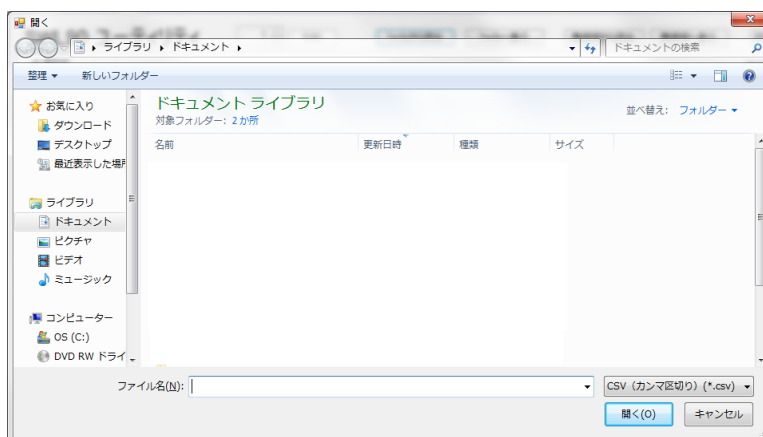 開く
ライブラリ ▸ ドキュメント ▸
ドキュメントの検索
整理 ▼ 新しいフォルダー
お気に入り
ダウンロード
デスクトップ
最近表示した場所
ライブラリ
ドキュメント
ピクチャ
ビデオ
ミュージック
コンピューター
OS (C:)
DVD RW ドライ
ドキュメント ライブラリ
対象フォルダー: 2 か所
並べ替え: フォルダー ▼
名前 更新日時 種類 サイズ
ファイル名(N):
CSV (カンマ区切り) (*.csv)
開く(O) キャンセル